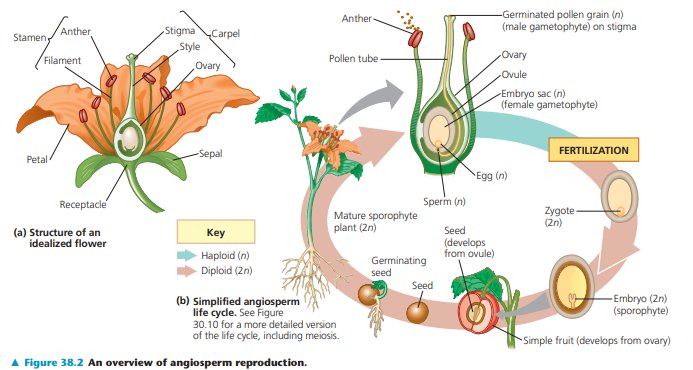 Stamen
Anther
Filament
Stigma
Carpel
Style
Ovary
Petal
Sepal
Receptacle
(a) Structure of an
idealized flower
Key
Haploid (n)
Diploid (2n)
Anther
Pollen tube
Germinated pollen grain (n)
(male gametophyte) on stigma
Ovary
Ovule
Embryo sac (n)
(female gametophyte)
FERTILIZATION
Egg (n)
Sperm (n)
Zygote
(2n)
Mature sporophyte
plant (2n)
Seed
(develops
from ovule)
Germinating
seed
Seed
Embryo (2n)
(sporophyte)
Simple fruit (develops from ovary)
(b) Simplified angiosperm
life cycle. See Figure
30.10 for a more detailed version
of the life cycle, including meiosis.
▲ Figure 38.2 An overview of angiosperm reproduction.